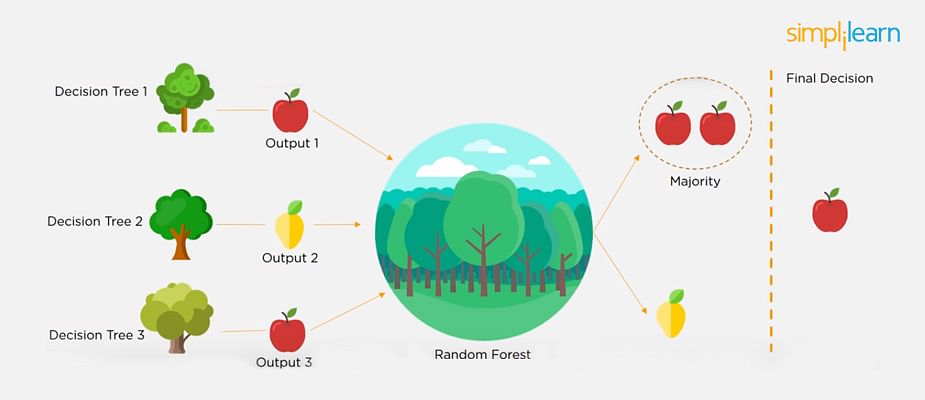 simplilearn
Decision Tree 1
Output 1
Decision Tree 2
Output 2
Decision Tree 3
Output 3
Random Forest
Majority
Final Decision